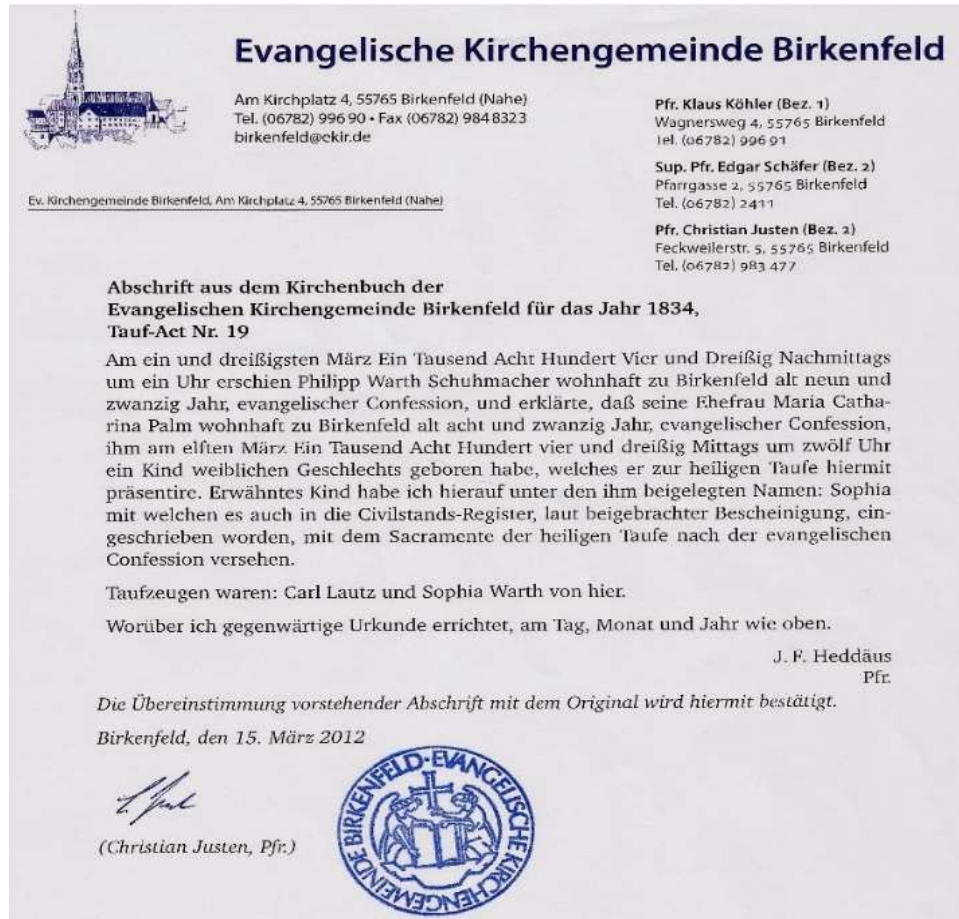 Evangelische Kirchengemeinde Birkenfeld
Am Kirchplatz 4, 55765 Birkenfeld (Nahe)
Tel. (06782) 996 90 • Fax (06782) 984 8323
birkenfeld@ekir.de
Pfr. Klaus Köhler (Bez. 1)
Wagnersweg 4, 55765 Birkenfeld
Tel. (06782) 996 91
Sup. Pfr. Edgar Schäfer (Bez. 2)
Pfarrgasse 2, 55765 Birkenfeld
Tel. (06782) 2411
Pfr. Christian Justen (Bez. 2)
Feckweilerstr. 5, 55765 Birkenfeld
Tel. (06782) 983 477
Ev. Kirchengemeinde Birkenfeld, Am Kirchplatz 4, 55765 Birkenfeld (Nahe)
Abschrift aus dem Kirchenbuch der
Evangelischen Kirchengemeinde Birkenfeld für das Jahr 1834,
Tauf-Act Nr. 19
Am ein und dreißigsten März Ein Tausend Acht Hundert Vier und Dreißig Nachmittags
um ein Uhr erschien Philipp Warth Schuhmacher wohnhaft zu Birkenfeld alt neun und
zwanzig Jahr, evangelischer Confession, und erklärte, daß seine Ehefrau Maria Catha-
rina Palm wohnhaft zu Birkenfeld alt acht und zwanzig Jahr, evangelischer Confession,
ihm am elften März Ein Tausend Acht Hundert vier und dreißig Mittags um zwölf Uhr
ein Kind weiblichen Geschlechts geboren habe, welches er zur heiligen Taufe hiermit
präsentire. Erwähntes Kind habe ich hierauf unter den ihm beigelegten Namen: Sophia
mit welchen es auch in die Civilstands-Register, laut beigebrachter Bescheinigung, ein-
geschrieben worden, mit dem Sacramente der heiligen Taufe nach der evangelischen
Confession versehen.
Taufzeugen waren: Carl Lautz und Sophia Warth von hier.
Worüber ich gegenwärtige Urkunde errichtet, am Tag, Monat und Jahr wie oben.
J. F. Heddäus
Pfr.
Die Übereinstimmung vorstehender Abschrift mit dem Original wird hiermit bestätigt.
Birkenfeld, den 15. März 2012
(Christian Justen, Pfr.)
EVANGELISCHE KIRCHENGEMEINDE BIRKENFELD